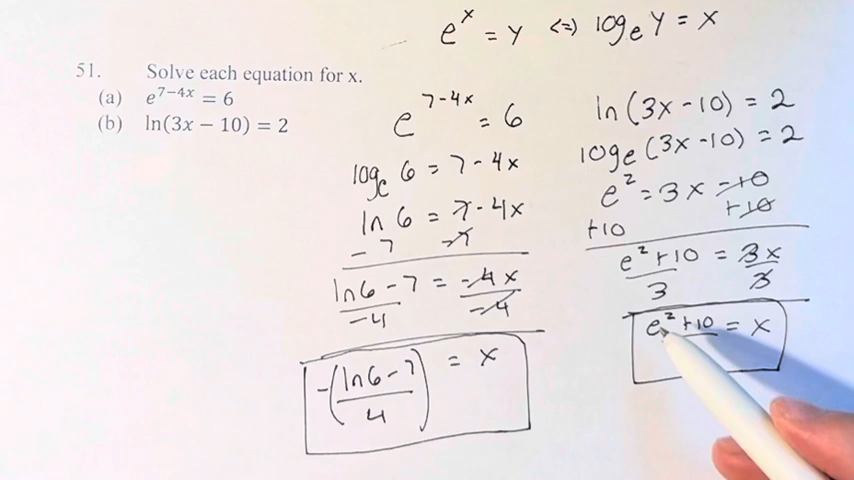 e^x = y <=> log_e y = x
51. Solve each equation for x.
(a) e^{7-4x} = 6
(b) ln(3x − 10) = 2
e^{7-4x} = 6
log_e 6 = 7 - 4x
ln 6 = 7 - 4x
-7 -7
ln6 - 7 = -4x
-4 -4
-(ln6 - 7 / 4) = x
ln(3x - 10) = 2
log_e(3x - 10) = 2
e^2 = 3x - 10
+10 +10
e^2 + 10 = 3x
3 3
e^2 + 10 = x